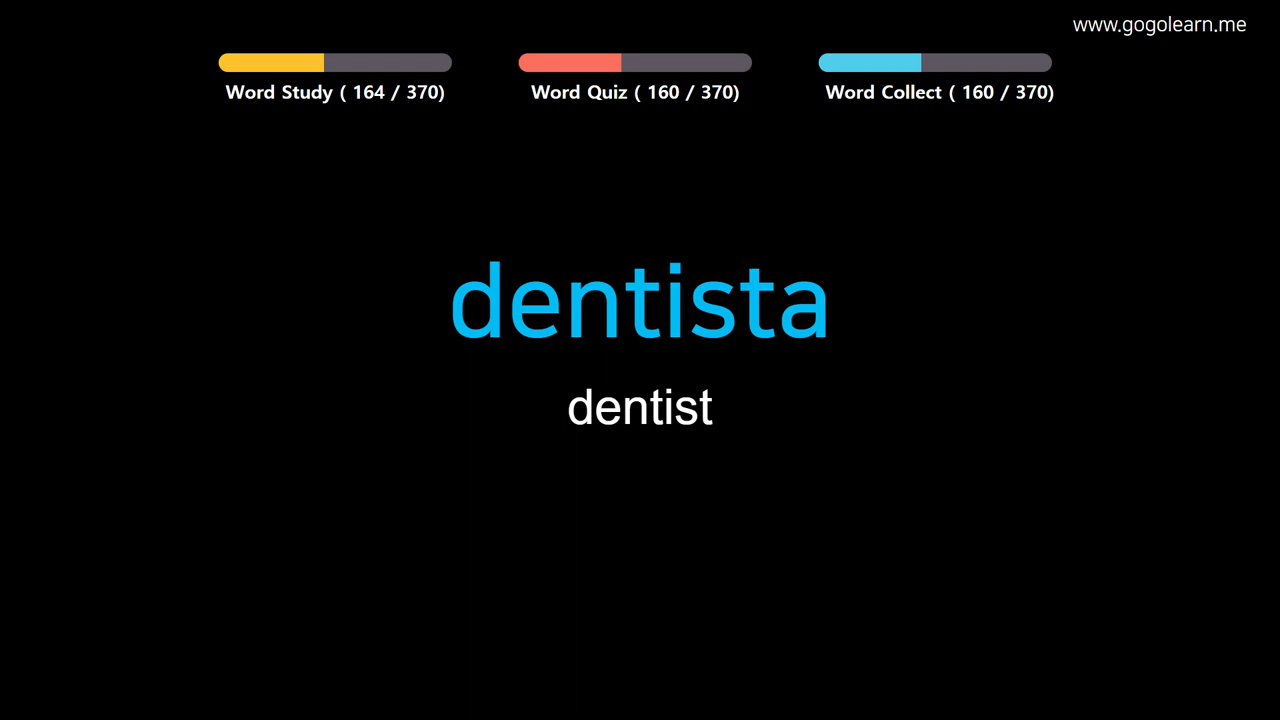 www.gogolearn.me
Word Study ( 164 / 370)
Word Quiz ( 160 / 370)
Word Collect ( 160 / 370)
dentista
dentist